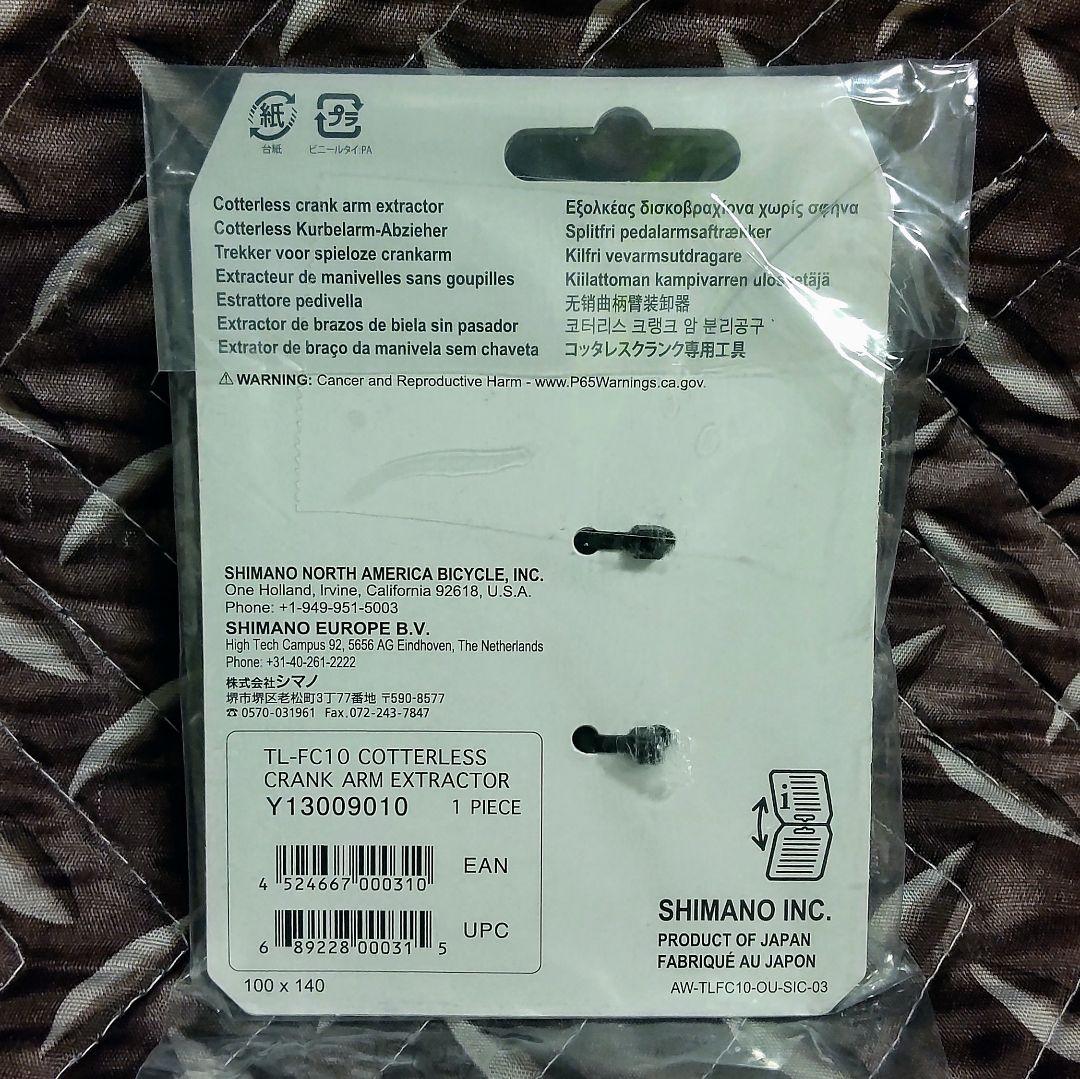 紙
プラ
台紙
ビニールタイ:PA
Cotterless crank arm extractor
Cotterless Kurbelarm-Abzieher
Trekker voor spieloze crankarm
Extracteur de manivelles sans goupilles
Estrattore pedivella
Extractor de brazos de biela sin pasador
Extrator de braço da manivela sem chaveta
Εξολκέας δισκοβραχίονα χωρίς σφήνα
Splitfri pedalarmsaftrækker
Kilfri vevarmsutdragare
Kiilattoman kampivarren ulosvetäjä
无销曲柄臂装卸器
코터리스 크랭크 암 분리공구
コッタレスクランク専用工具
⚠ WARNING: Cancer and Reproductive Harm - www.P65Warnings.ca.gov.
SHIMANO NORTH AMERICA BICYCLE, INC.
One Holland, Irvine, California 92618, U.S.A.
Phone: +1-949-951-5003
SHIMANO EUROPE B.V.
High Tech Campus 92, 5656 AG Eindhoven, The Netherlands
Phone: +31-40-261-2222
株式会社シマノ
堺市堺区老松町3丁77番地 〒590-8577
☎ 0570-031961 Fax.072-243-7847
TL-FC10 COTTERLESS
CRANK ARM EXTRACTOR
Y13009010 1 PIECE
EAN
4 524667 000310
UPC
6 89228 00031 5
100 x 140
i
SHIMANO INC.
PRODUCT OF JAPAN
FABRIQUÉ AU JAPON
AW-TLFC10-OU-SIC-03